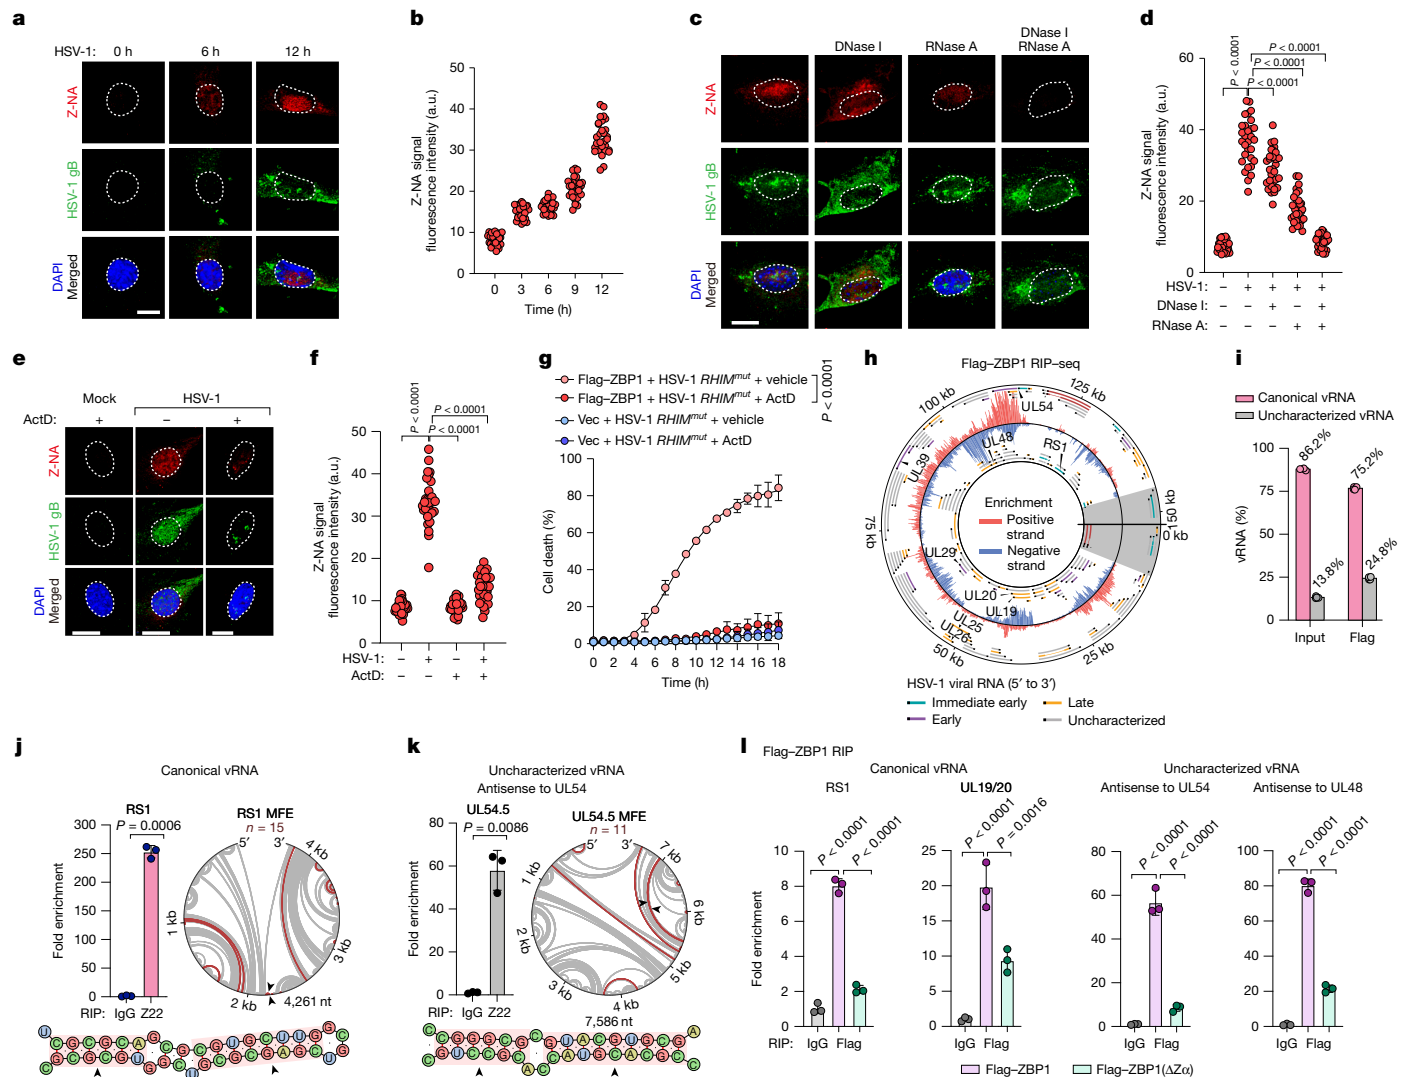 a
HSV-1: 0 h 6 h 12 h
Z-NA
HSV-1 gB
DAPI
Merged
b
Z-NA signal
fluorescence intensity (a.u.)
50
40
30
20
10
0
0 3 6 9 12
Time (h)
c
DNase I RNase A DNase I
RNase A
Z-NA
HSV-1 gB
DAPI
Merged
d
P < 0.0001
P < 0.0001
P < 0.0001
P < 0.0001
Z-NA signal
fluorescence intensity (a.u.)
60
40
20
0
HSV-1: – + + + +
DNase I: – – + – +
RNase A: – – – + +
e
Mock HSV-1
ActD: + – +
Z-NA
HSV-1 gB
DAPI
Merged
f
P < 0.0001
P < 0.0001
P < 0.0001
Z-NA signal
fluorescence intensity (a.u.)
50
40
30
20
10
0
HSV-1: – + – +
ActD: – – + +
g
Flag–ZBP1 + HSV-1 RHIMmut + vehicle
Flag–ZBP1 + HSV-1 RHIMmut + ActD
Vec + HSV-1 RHIMmut + vehicle
Vec + HSV-1 RHIMmut + ActD
P < 0.0001
Cell death (%)
100
80
60
40
20
0
0 2 4 6 8 10 12 14 16 18
Time (h)
h
Flag–ZBP1 RIP–seq
100 kb
125 kb
150 kb
0 kb
25 kb
50 kb
75 kb
UL54
UL48
RS1
UL39
UL29
UL20
UL19
UL25
UL26
Enrichment
Positive
strand
Negative
strand
HSV-1 viral RNA (5′ to 3′)
Immediate early
Late
Early
Uncharacterized
i
Canonical vRNA
Uncharacterized vRNA
vRNA (%)
100
75
50
25
0
86.2%
13.8%
75.2%
24.8%
Input Flag
j
Canonical vRNA
RS1
P = 0.0006
Fold enrichment
300
250
200
150
100
50
0
RIP: IgG Z22
RS1 MFE
n = 15
5′ 3′
4 kb
3 kb
2 kb
1 kb
4,261 nt
k
Uncharacterized vRNA
Antisense to UL54
UL54.5
P = 0.0086
Fold enrichment
80
60
40
20
0
RIP: IgG Z22
UL54.5 MFE
n = 11
5′ 3′
7 kb
6 kb
5 kb
4 kb
3 kb
2 kb
1 kb
7,586 nt
l
Flag–ZBP1 RIP
Canonical vRNA
Uncharacterized vRNA
RS1
UL19/20
Antisense to UL54
Antisense to UL48
P < 0.0001
P < 0.0001
P < 0.0001
P = 0.0016
P < 0.0001
P < 0.0001
P < 0.0001
P < 0.0001
Fold enrichment
10
8
6
4
2
0
25
20
15
10
5
0
80
60
40
20
0
100
80
60
40
20
0
RIP: IgG Flag
IgG Flag
IgG Flag
IgG Flag
Flag–ZBP1
Flag–ZBP1(ΔZα)